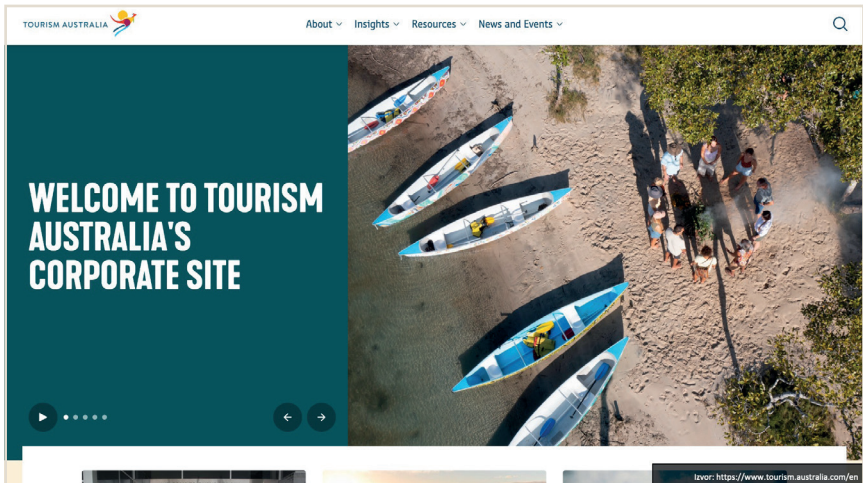 TOURISM AUSTRALIA
About Insights Resources News and Events
WELCOME TO TOURISM
AUSTRALIA'S
CORPORATE SITE
Izvor: https://www.tourism.australia.com/en